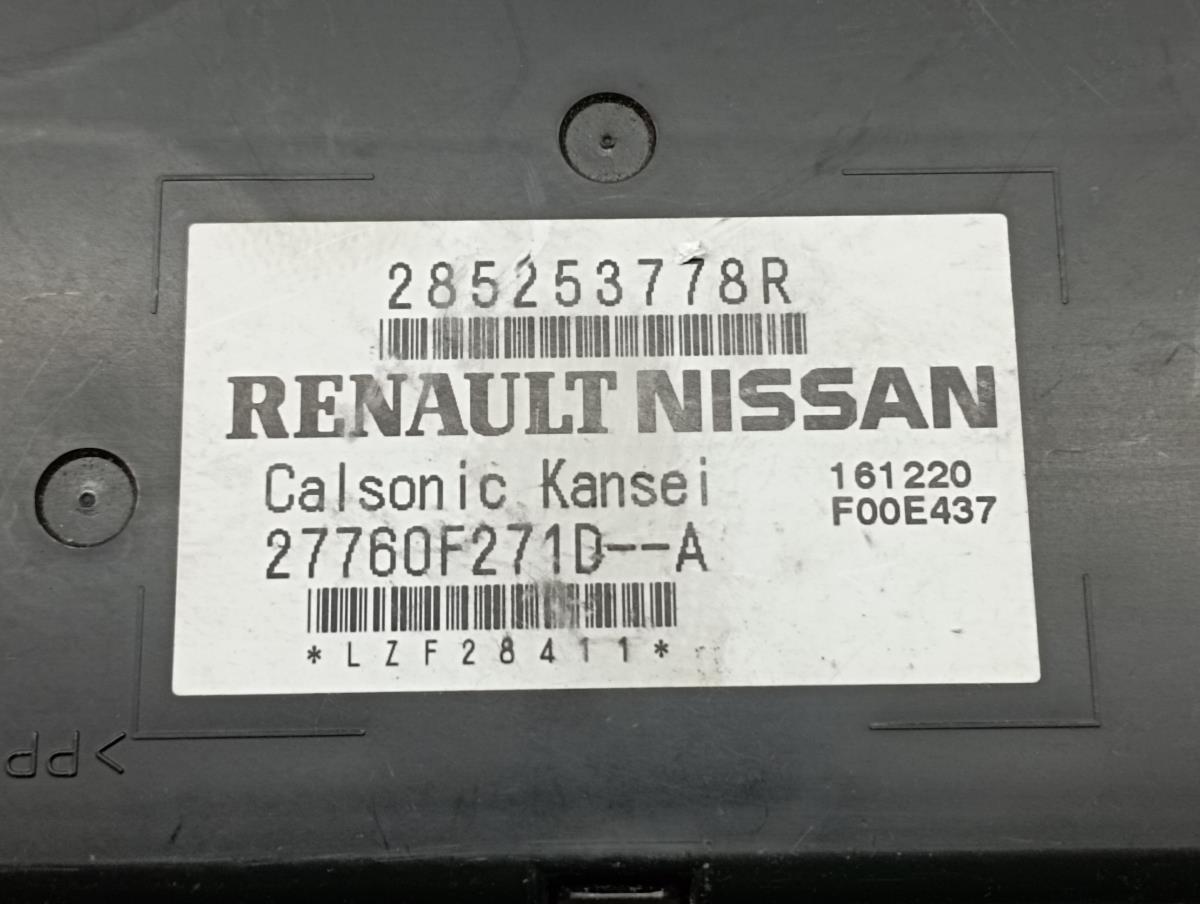 285253778R
RENAULT NISSAN
Calsonic Kansei
161220
F00E437
27760F271D--A
*LZF28411*
>PP